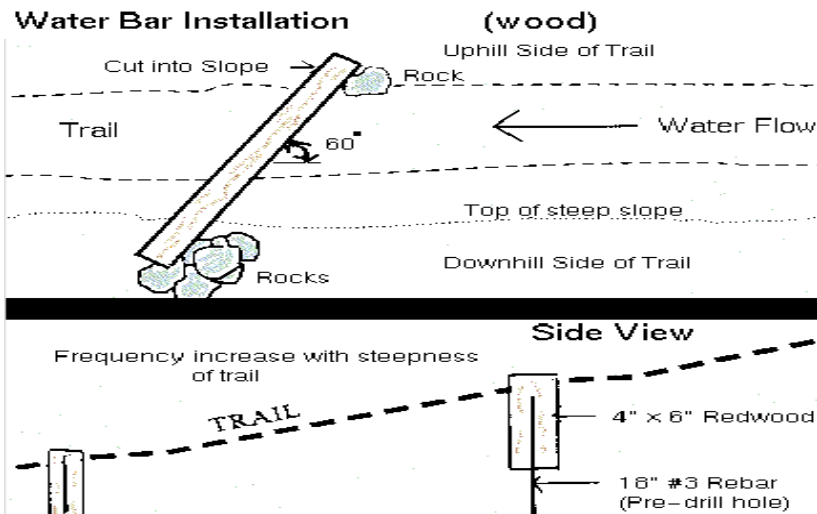 Water Bar Installation (wood)
Uphill Side of Trail
Cut into Slope
Rock
Trail
60°
Water Flow
Top of steep slope
Downhill Side of Trail
Rocks
Side View
Frequency increase with steepness
of trail
TRAIL
4" x 6" Redwood
18" #3 Rebar
(Pre-drill hole)